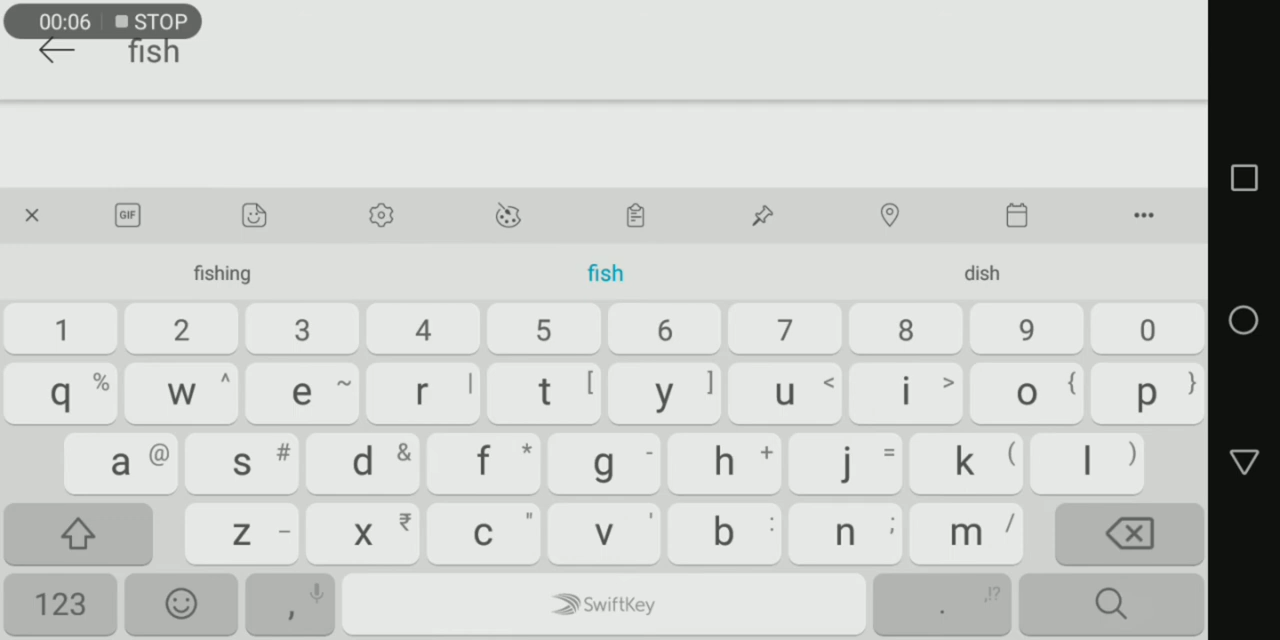 00:06 STOP
fish
GIF
fishing fish dish
1 2 3 4 5 6 7 8 9 0
q % w ^ e ~ r | t [ y ] u < i > o { p }
a @ s # d & f * g - h + j = k ( l )
z _ x ₹ c " v ' b : n ; m /
123 , SwiftKey . ,!?